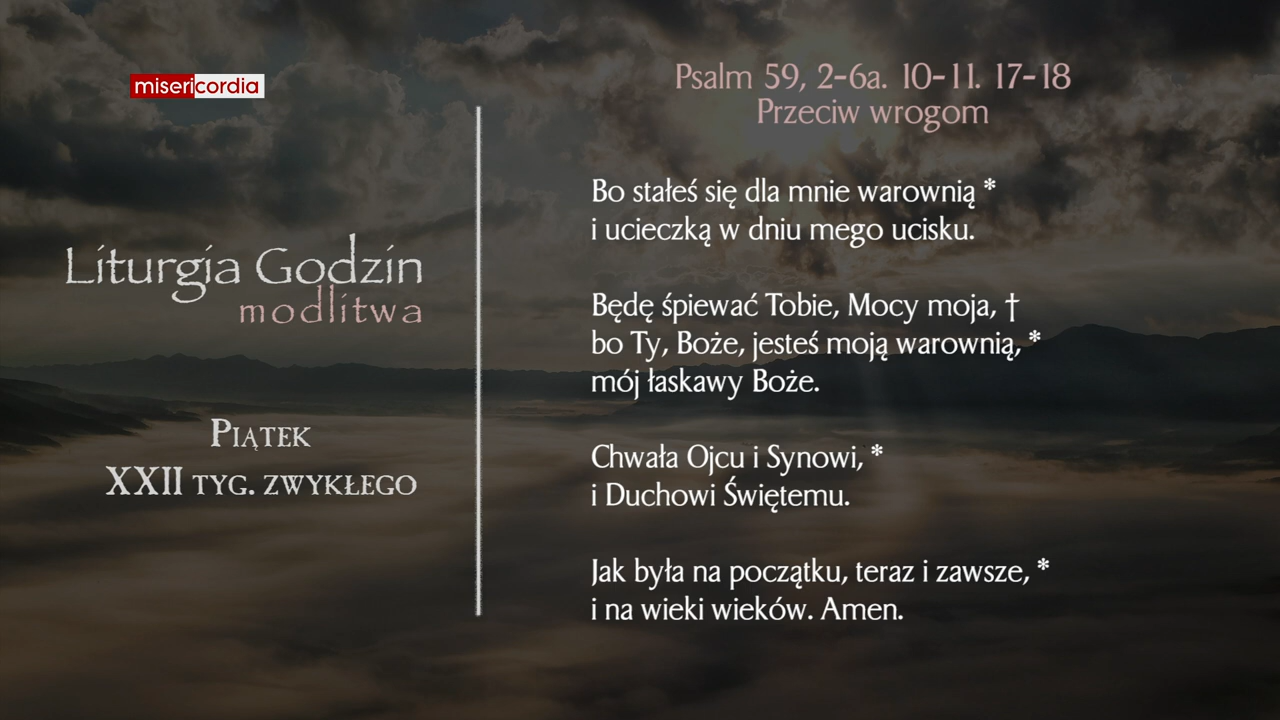 misericordia
Liturgia Godzin
modlitwa
Piątek
XXII tyg. zwykłego
Psalm 59, 2-6a. 10-11. 17-18
Przeciw wrogom
Bo stałeś się dla mnie warownią *
i ucieczką w dniu mego ucisku.
Będę śpiewać Tobie, Mocy moja, †
bo Ty, Boże, jesteś moją warownią, *
mój łaskawy Boże.
Chwała Ojcu i Synowi, *
i Duchowi Świętemu.
Jak była na początku, teraz i zawsze, *
i na wieki wieków. Amen.